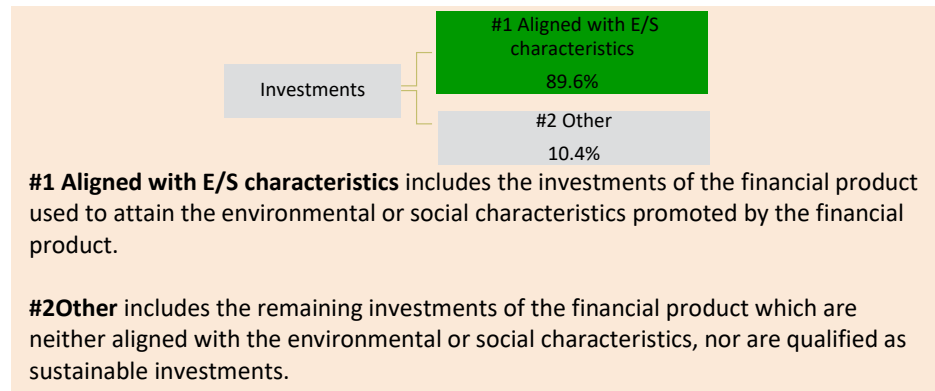 #1 Aligned with E/S
characteristics
89.6%
Investments
#2 Other
10.4%
#1 Aligned with E/S characteristics includes the investments of the financial product
used to attain the environmental or social characteristics promoted by the financial
product.
#2Other includes the remaining investments of the financial product which are
neither aligned with the environmental or social characteristics, nor are qualified as
sustainable investments.